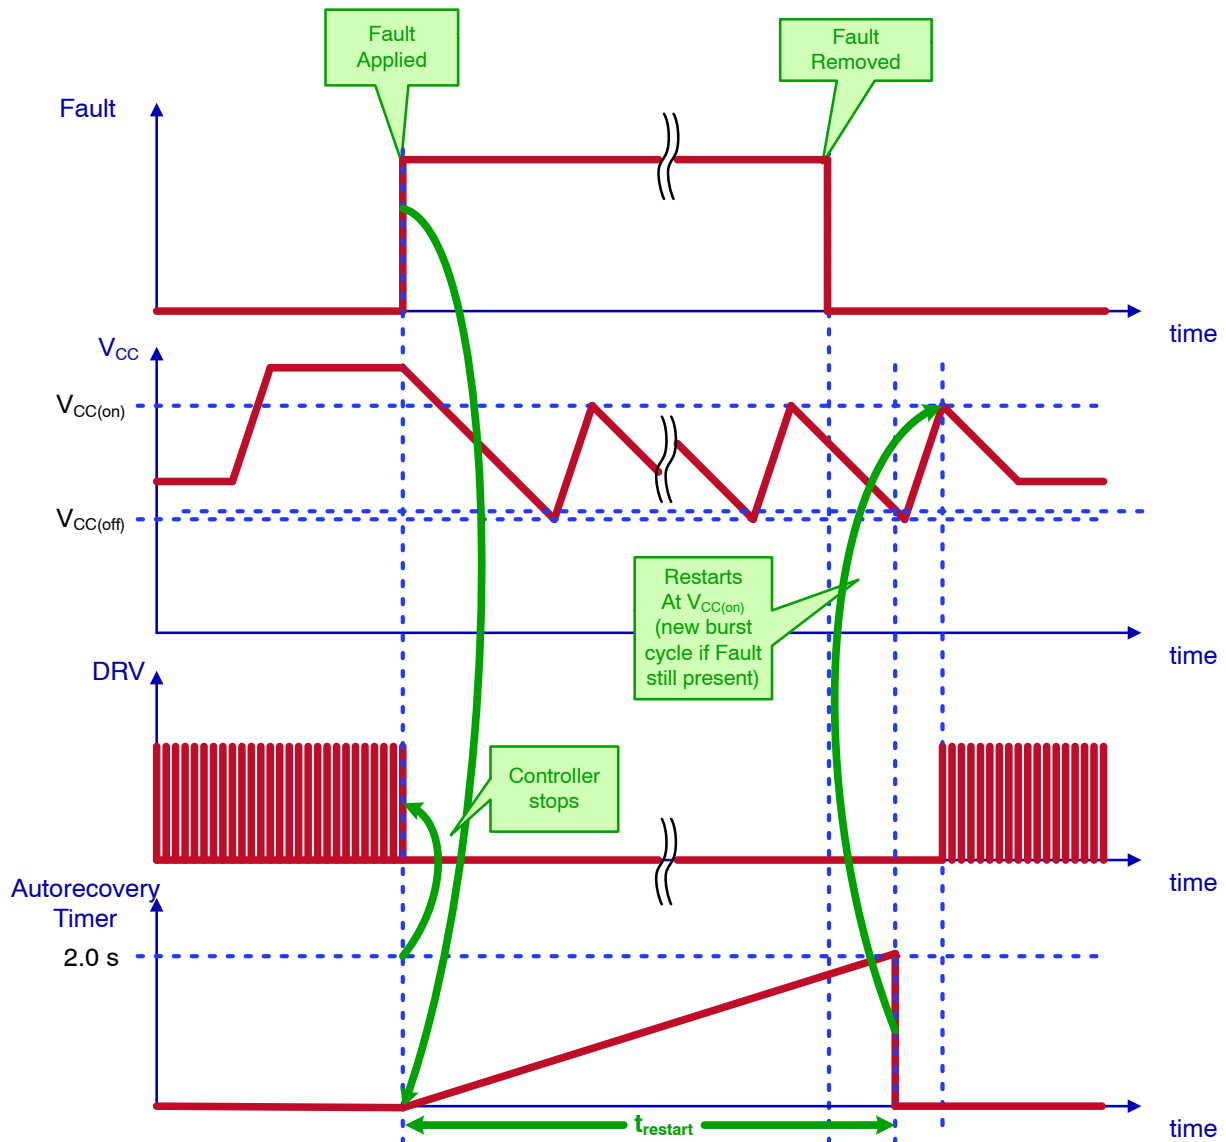 Fault
Applied
Fault
Removed
Fault
time
VCC
VCC(on)
VCC(off)
Restarts
At VCC(on)
(new burst
cycle if Fault
still present)
time
DRV
Controller
stops
time
Autorecovery
Timer
2.0 s
trestart
time